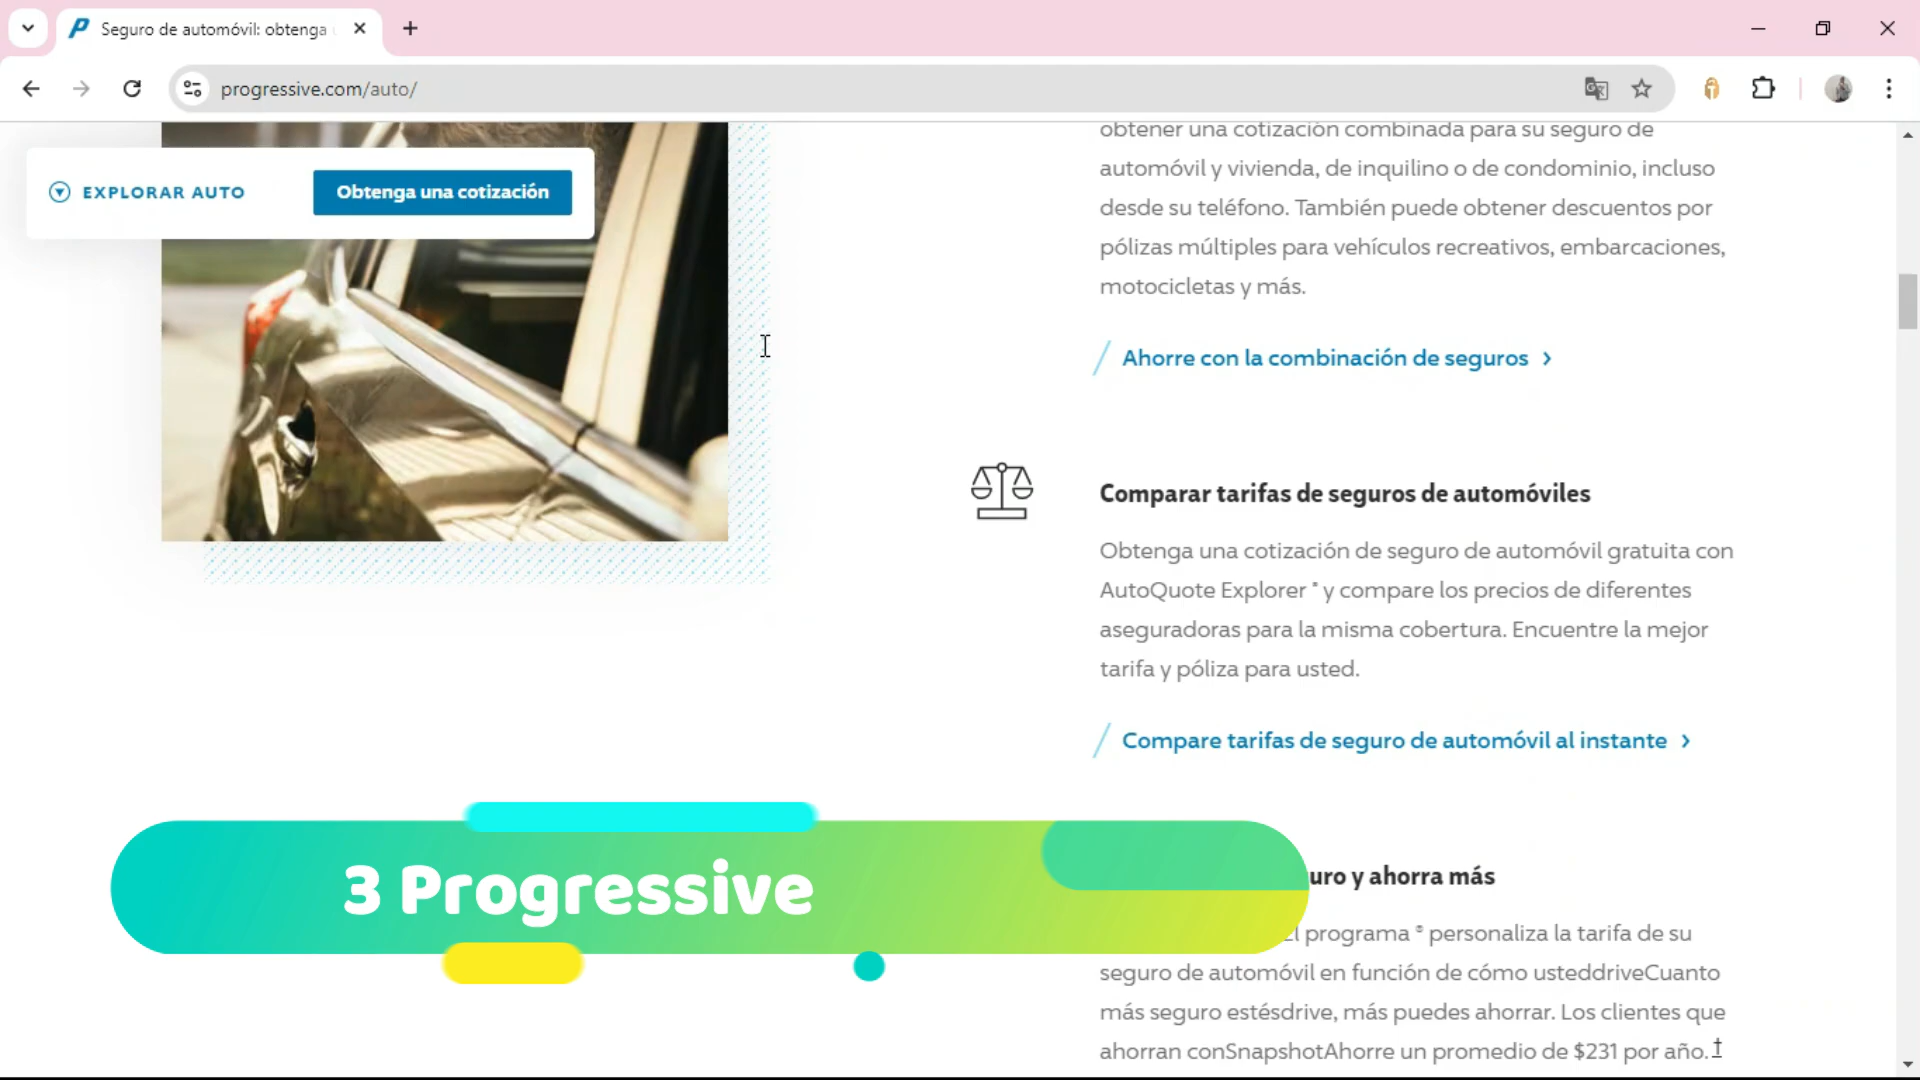 Seguro de automóvil: obtenga
progressive.com/auto/
EXPLORAR AUTO
Obtenga una cotización
obtener una cotización combinada para su seguro de
automóvil y vivienda, de inquilino o de condominio, incluso
desde su teléfono. También puede obtener descuentos por
pólizas múltiples para vehículos recreativos, embarcaciones,
motocicletas y más.
Ahorre con la combinación de seguros
Comparar tarifas de seguros de automóviles
Obtenga una cotización de seguro de automóvil gratuita con
AutoQuote Explorer ® y compare los precios de diferentes
aseguradoras para la misma cobertura. Encuentre la mejor
tarifa y póliza para usted.
Compare tarifas de seguro de automóvil al instante
3 Progressive
uro y ahorra más
programa ® personaliza la tarifa de su
seguro de automóvil en función de cómo usteddriveCuanto
más seguro estésdrive, más puedes ahorrar. Los clientes que
ahorran conSnapshotAhorre un promedio de $231 por año.†